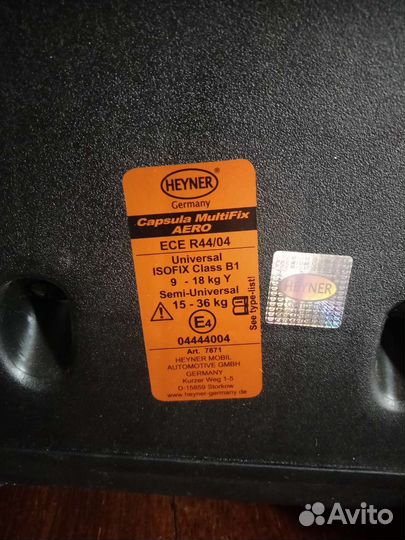 HEYNER®
Germany
Capsula MultiFix
AERO
ECE R44/04
Universal
ISOFIX Class B1
9 - 18 kg Y
Semi-Universal
15 - 36 kg
See type-list!
E4
04444004
Art. 7871
HEYNER MOBIL
AUTOMOTIVE GMBH
GERMANY
Kurzer Weg 1-5
D-15859 Storkow
www.heyner-germany.com
HEYNER
Avito